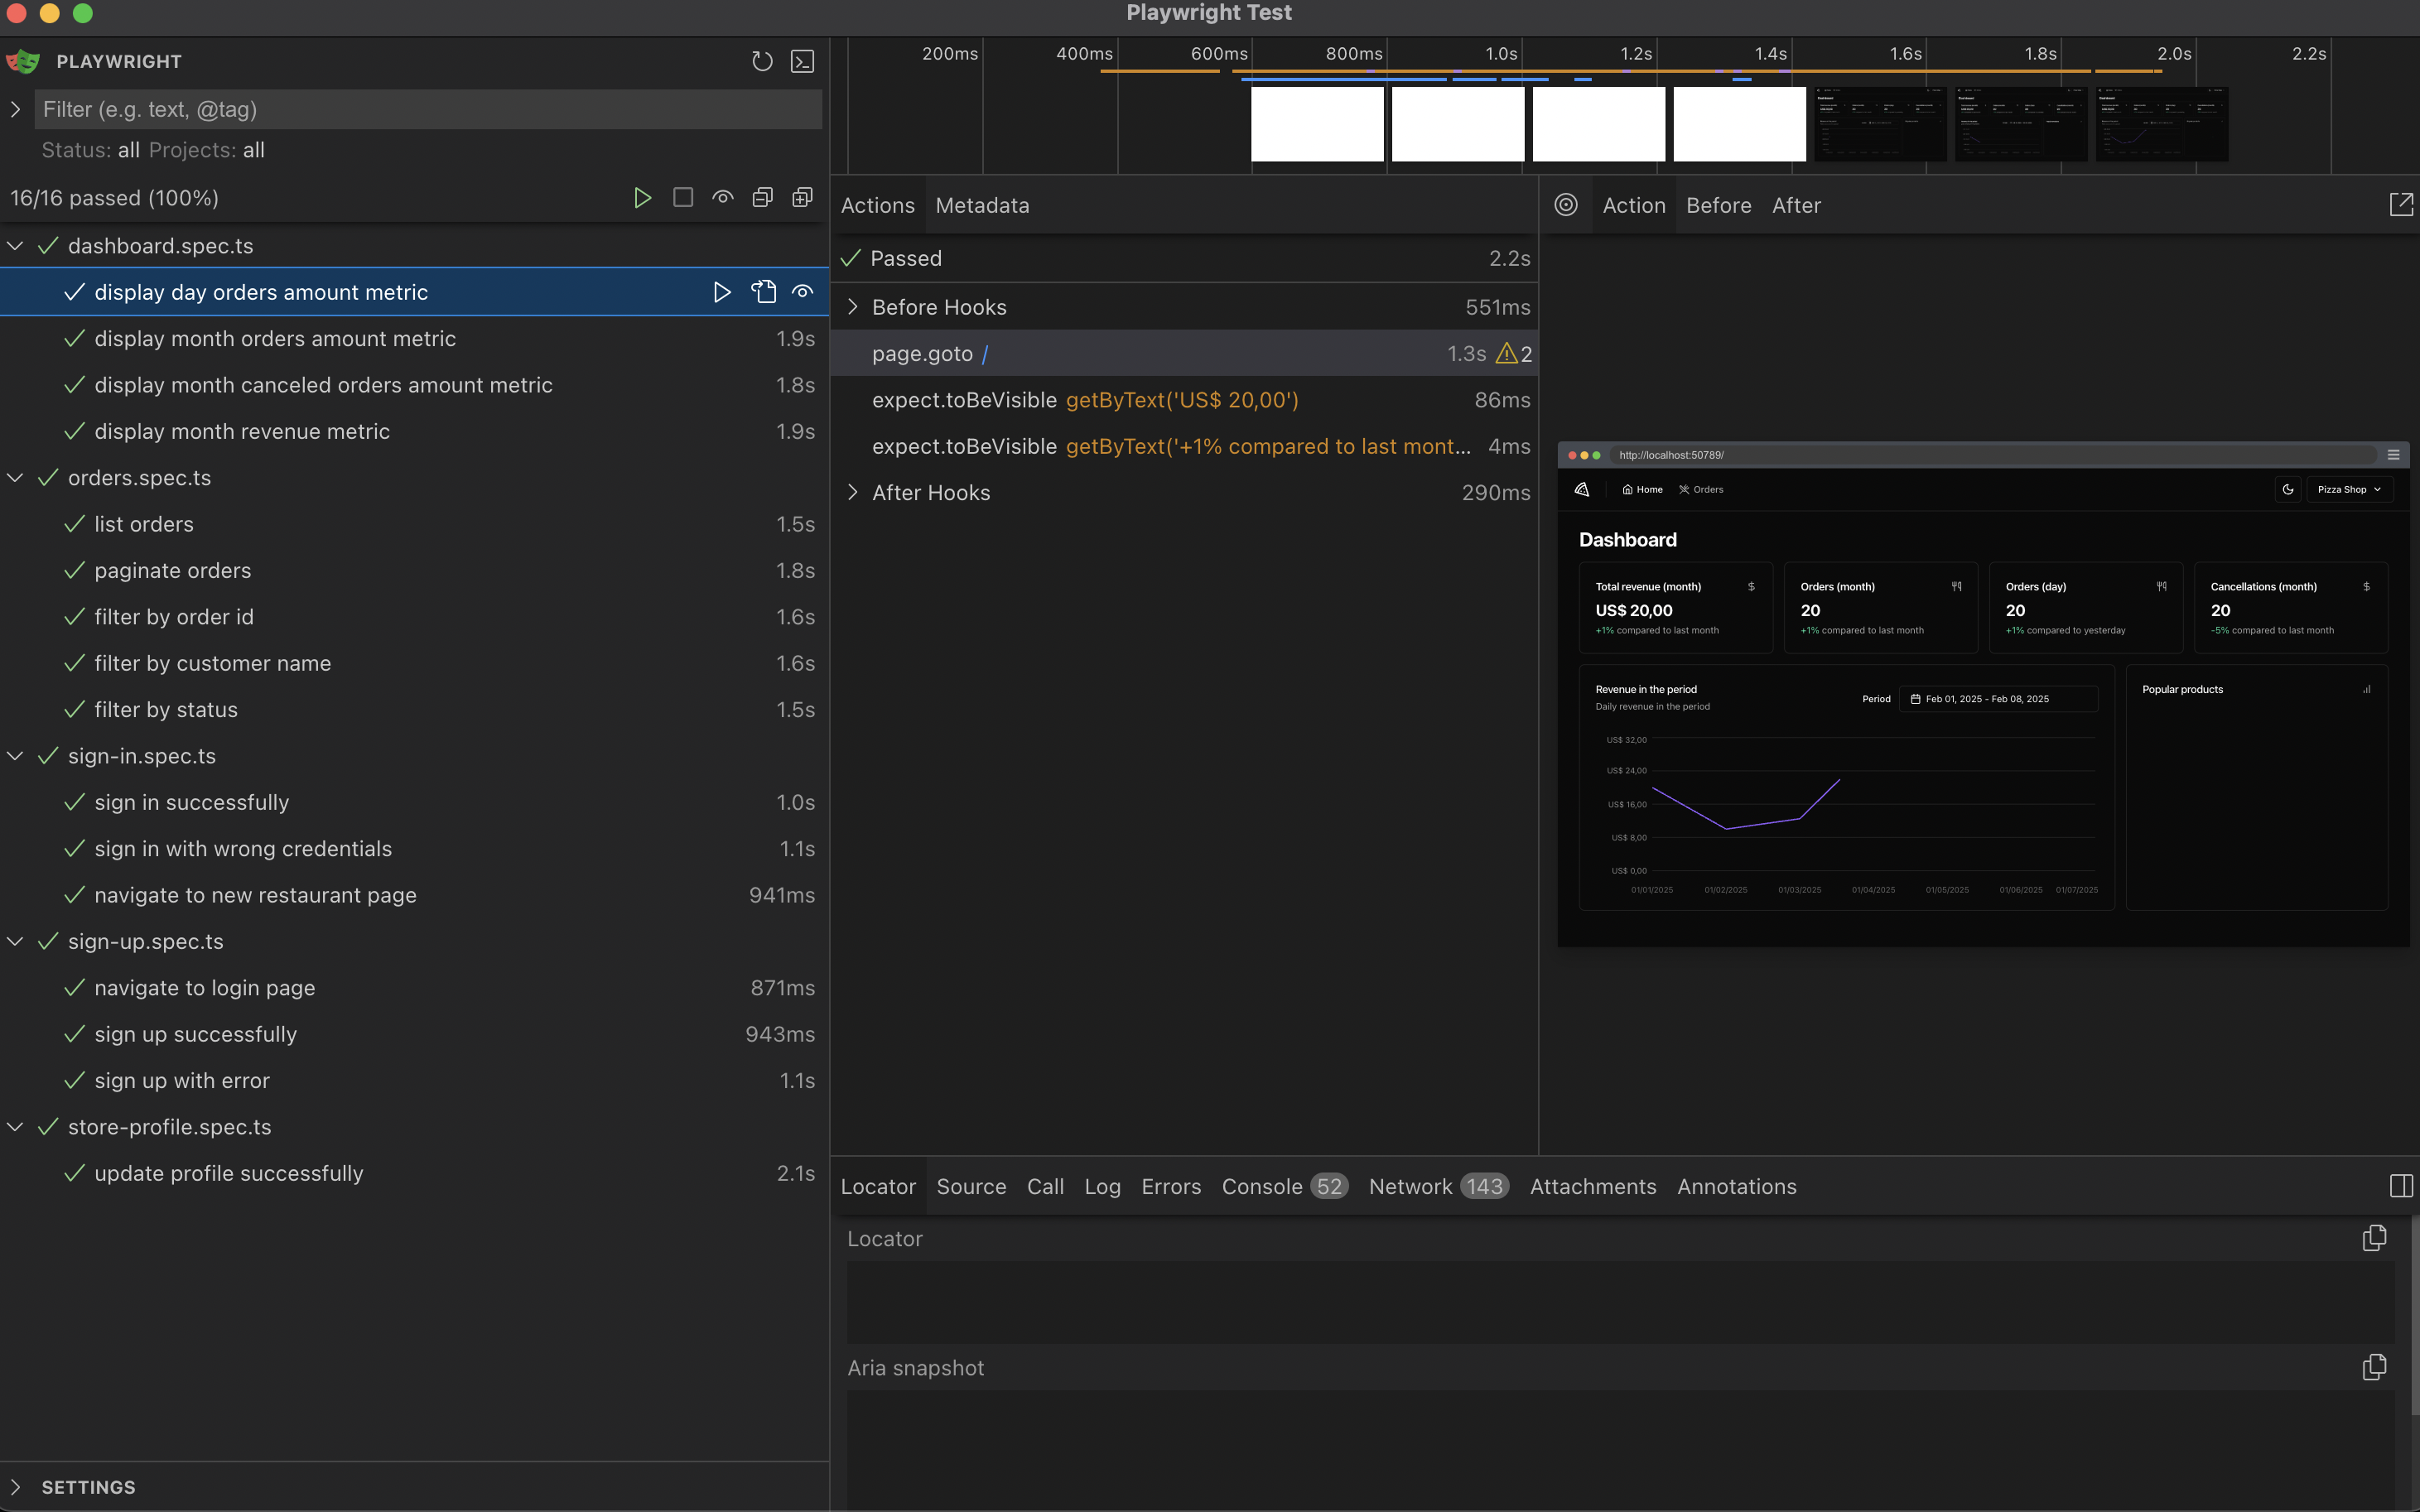 Playwright Test
PLAYWRIGHT
Filter (e.g. text, @tag)
Status: all Projects: all
16/16 passed (100%)
dashboard.spec.ts
display day orders amount metric
display month orders amount metric 1.9s
display month canceled orders amount metric 1.8s
display month revenue metric 1.9s
orders.spec.ts
list orders 1.5s
paginate orders 1.8s
filter by order id 1.6s
filter by customer name 1.6s
filter by status 1.5s
sign-in.spec.ts
sign in successfully 1.0s
sign in with wrong credentials 1.1s
navigate to new restaurant page 941ms
sign-up.spec.ts
navigate to login page 871ms
sign up successfully 943ms
sign up with error 1.1s
store-profile.spec.ts
update profile successfully 2.1s
SETTINGS
200ms 400ms 600ms 800ms 1.0s 1.2s 1.4s 1.6s 1.8s 2.0s 2.2s
Actions Metadata
Passed 2.2s
Before Hooks 551ms
page.goto / 1.3s 2
expect.toBeVisible getByText('US$ 20,00') 86ms
expect.toBeVisible getByText('+1% compared to last mont... 4ms
After Hooks 290ms
Action Before After
http://localhost:50789/
Home Orders Pizza Shop
Dashboard
Total revenue (month) $
US$ 20,00
+1% compared to last month
Orders (month)
20
+1% compared to last month
Orders (day)
20
+1% compared to yesterday
Cancellations (month) $
20
-5% compared to last month
Revenue in the period
Daily revenue in the period
Period Feb 01, 2025 - Feb 08, 2025
US$ 32,00
US$ 24,00
US$ 16,00
US$ 8,00
US$ 0,00
01/01/2025 01/02/2025 01/03/2025 01/04/2025 01/05/2025 01/06/2025 01/07/2025
Popular products
Locator Source Call Log Errors Console 52 Network 143 Attachments Annotations
Locator
Aria snapshot